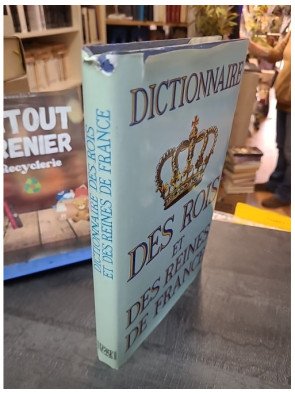 TOUT
RENIER
Recyclerie
DICTIONNAIRE DES ROIS
ET DES REINES DE FRANCE
DICTIONNAIRE
DES ROIS
ET
DES REINES
DE FRANCE